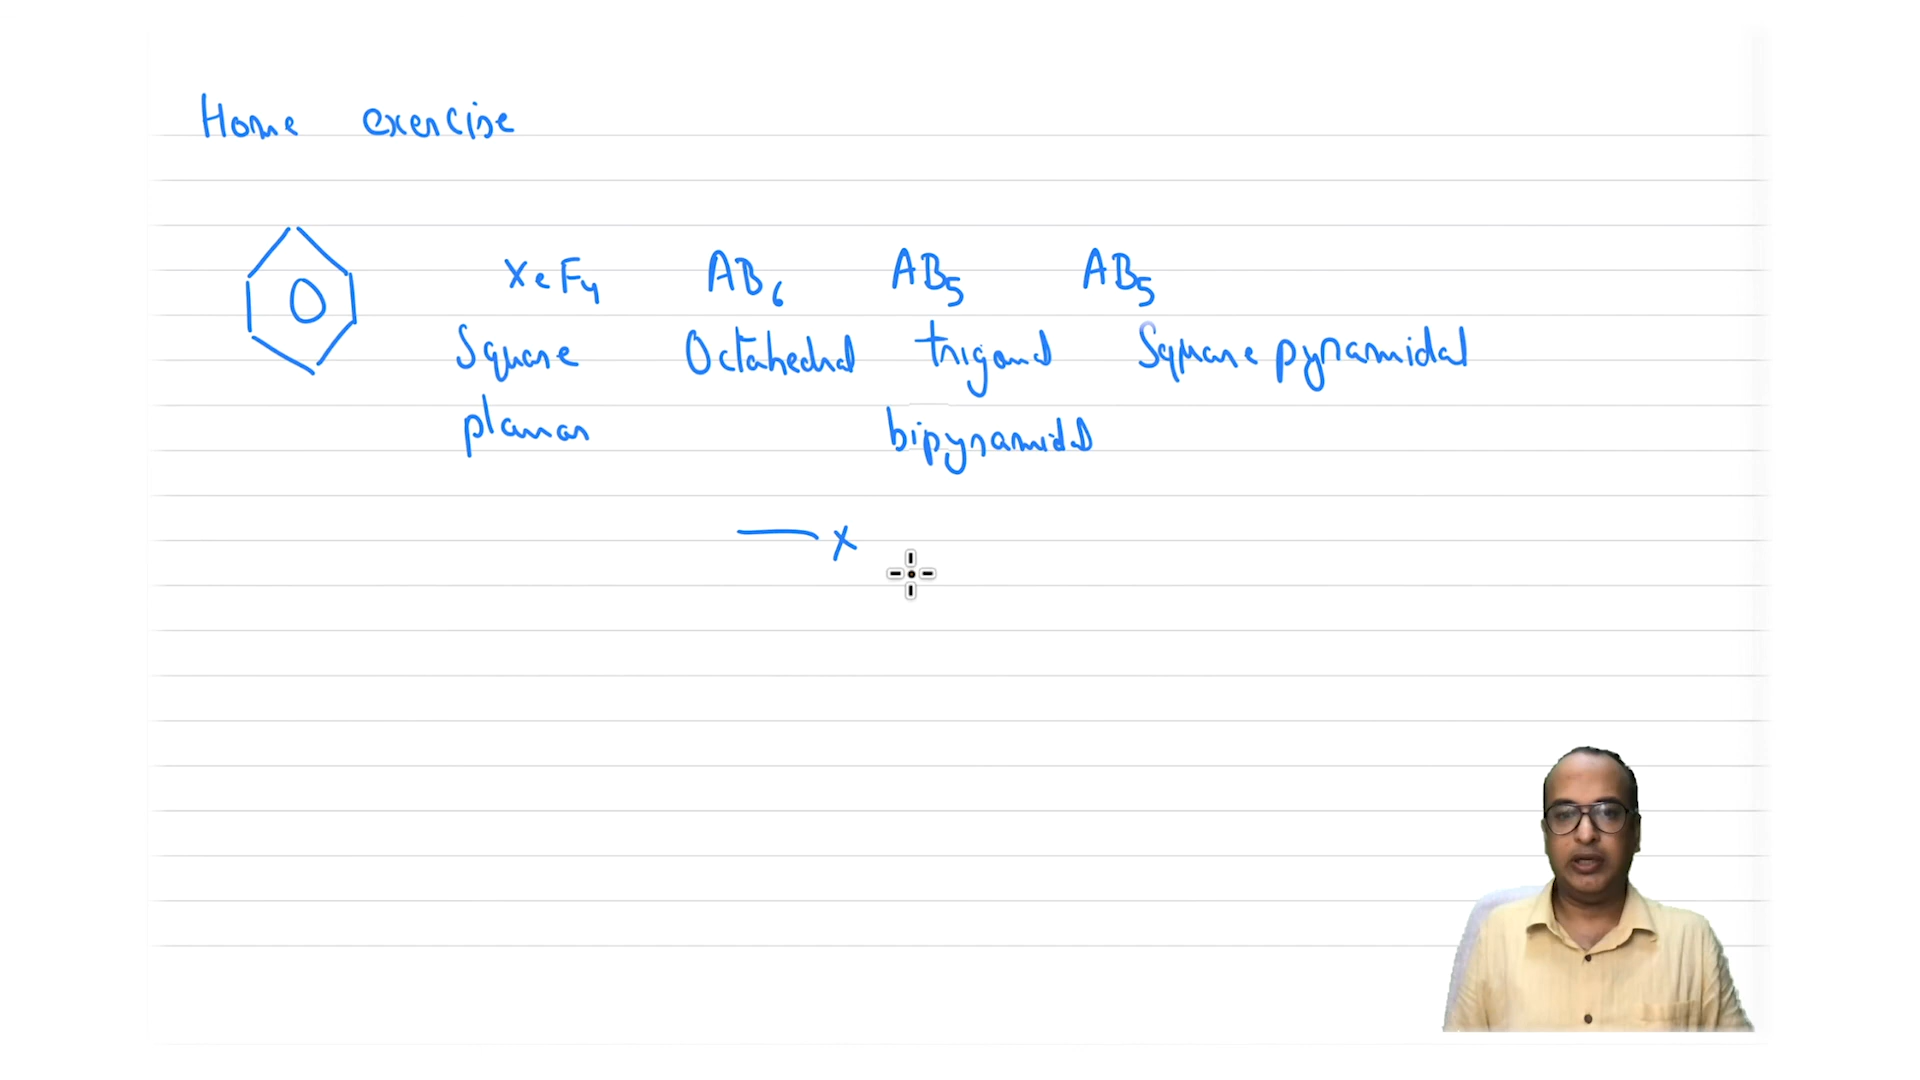 Home exercise
XeF4 AB6 AB5 AB5
Square Octahedral trigonal Square pyramidal
planar bipyramidal
x